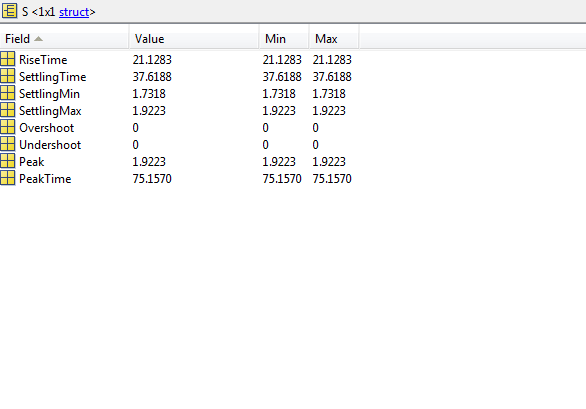 S <1x1 struct>
Field Value Min Max
RiseTime 21.1283 21.1283 21.1283
SettlingTime 37.6188 37.6188 37.6188
SettlingMin 1.7318 1.7318 1.7318
SettlingMax 1.9223 1.9223 1.9223
Overshoot 0 0 0
Undershoot 0 0 0
Peak 1.9223 1.9223 1.9223
PeakTime 75.1570 75.1570 75.1570